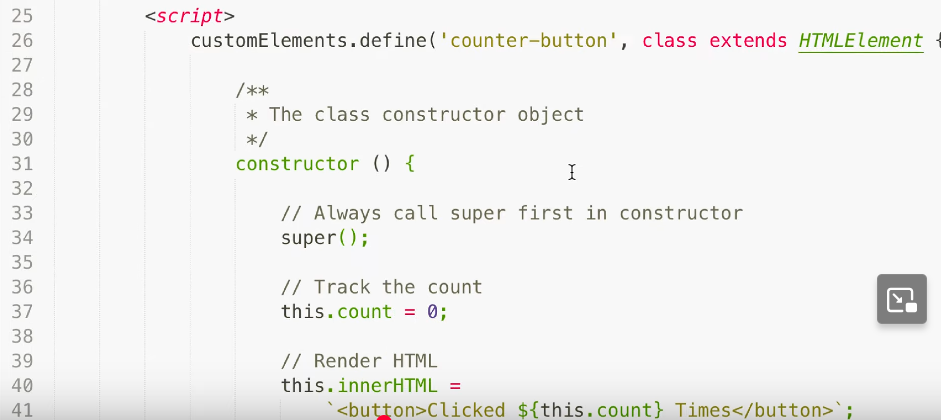 25 <script>
26 customElements.define('counter-button', class extends HTMLElement {
27
28 /**
29 * The class constructor object
30 */
31 constructor () {
32
33 // Always call super first in constructor
34 super();
35
36 // Track the count
37 this.count = 0;
38
39 // Render HTML
40 this.innerHTML =
41 `<button>Clicked ${this.count} Times</button>`;